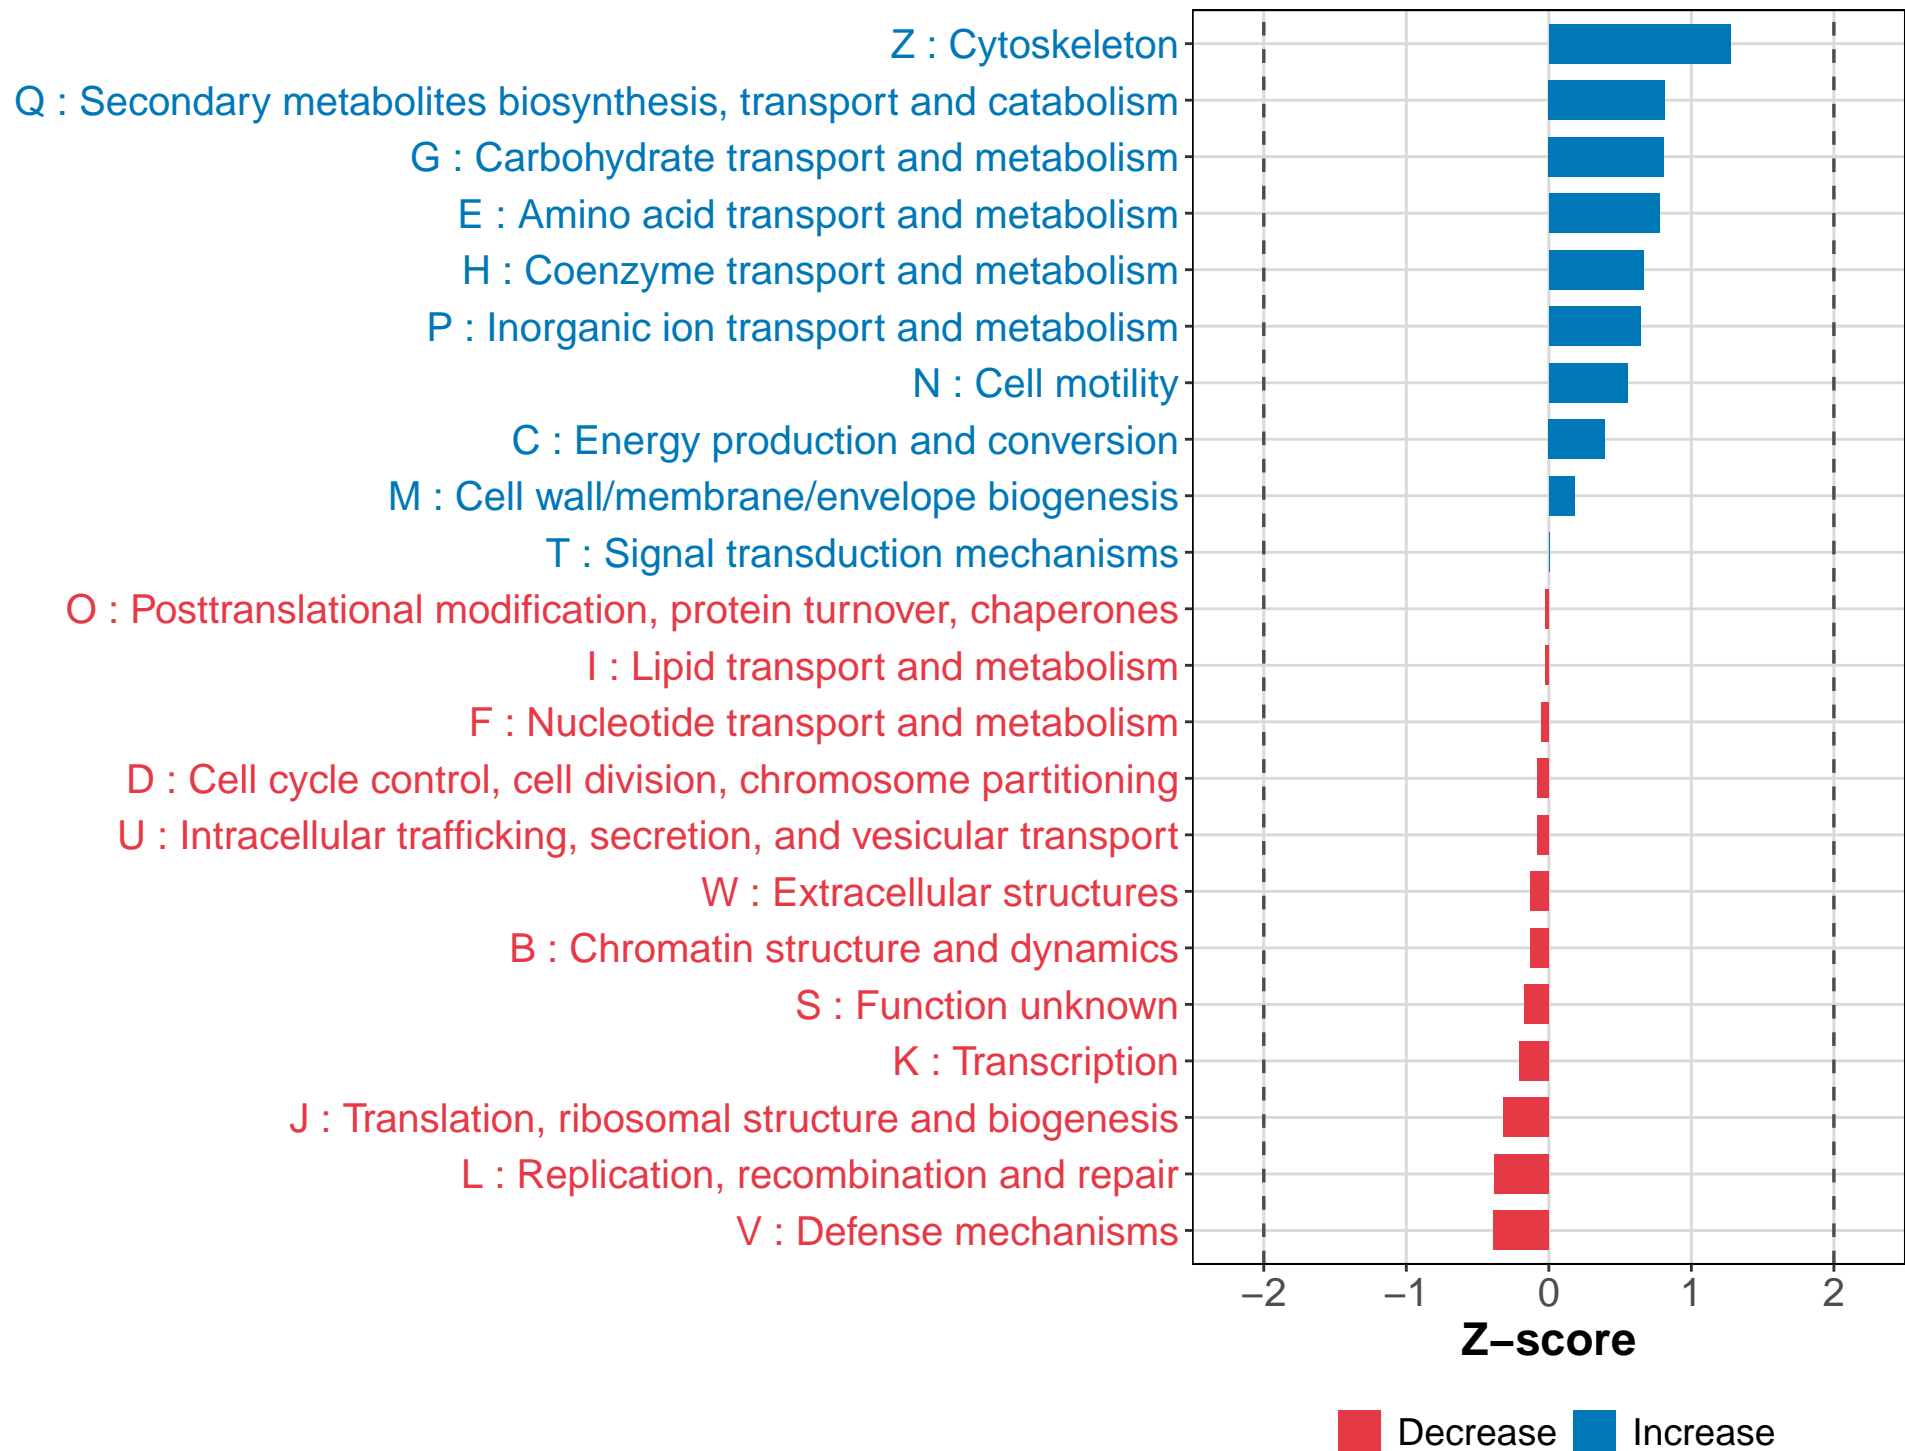 Z : Cytoskeleton
Q : Secondary metabolites biosynthesis, transport and catabolism
G : Carbohydrate transport and metabolism
E : Amino acid transport and metabolism
H : Coenzyme transport and metabolism
P : Inorganic ion transport and metabolism
N : Cell motility
C : Energy production and conversion
M : Cell wall/membrane/envelope biogenesis
T : Signal transduction mechanisms
O : Posttranslational modification, protein turnover, chaperones
I : Lipid transport and metabolism
F : Nucleotide transport and metabolism
D : Cell cycle control, cell division, chromosome partitioning
U : Intracellular trafficking, secretion, and vesicular transport
W : Extracellular structures
B : Chromatin structure and dynamics
S : Function unknown
K : Transcription
J : Translation, ribosomal structure and biogenesis
L : Replication, recombination and repair
V : Defense mechanisms
−2 −1 0 1 2
Z−score
Decrease Increase